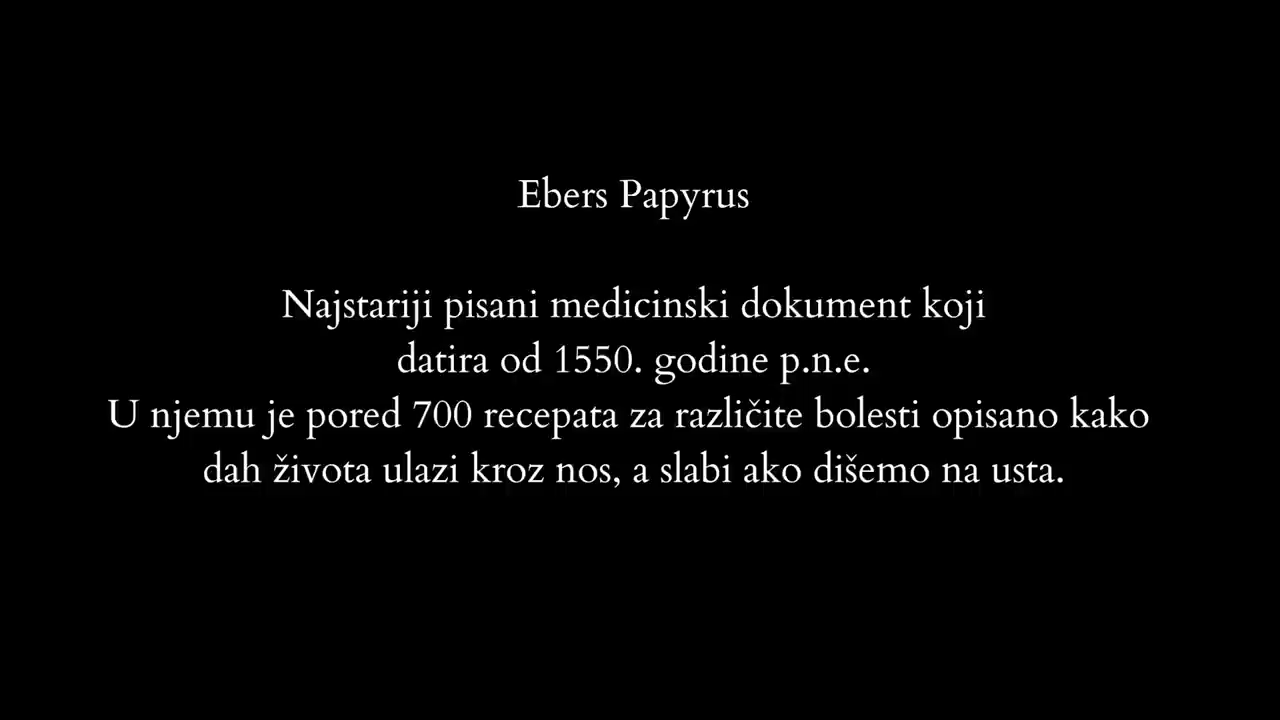 Ebers Papyrus
Najstariji pisani medicinski dokument koji
datira od 1550. godine p.n.e.
U njemu je pored 700 recepata za različite bolesti opisano kako
dah života ulazi kroz nos, a slabi ako dišemo na usta.